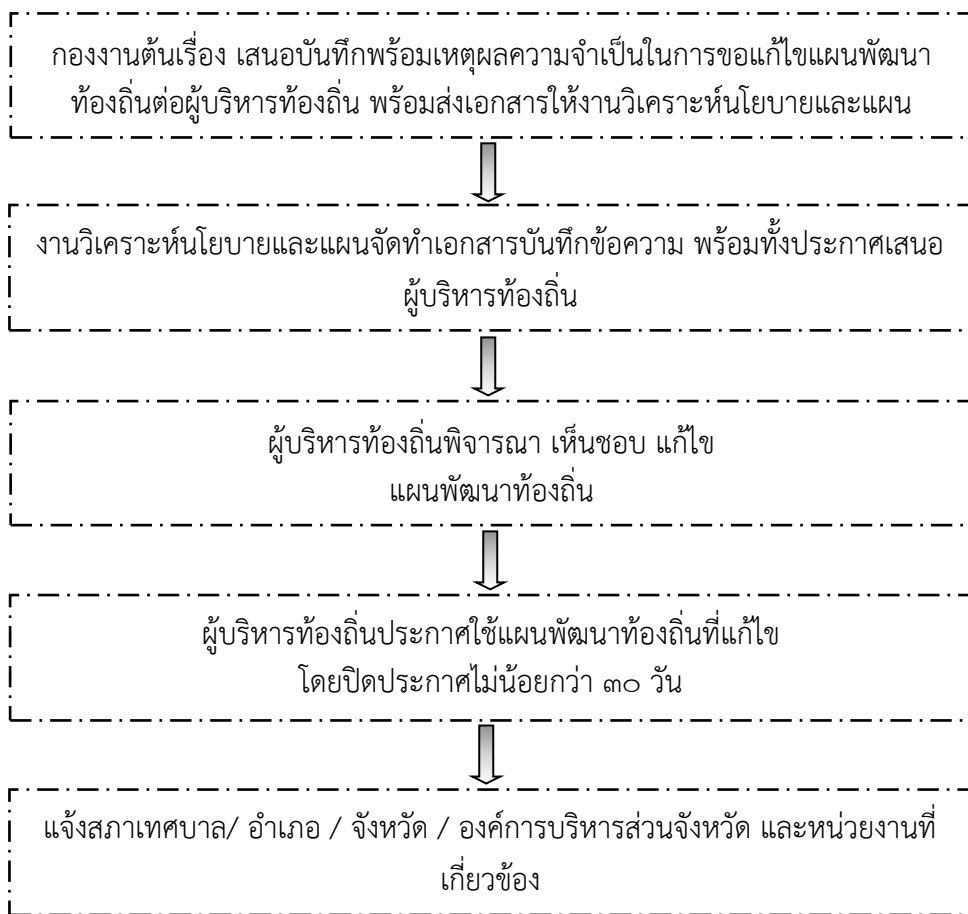 กองงานต้นเรื่อง เสนอบันทึกพร้อมเหตุผลความจำเป็นในการขอแก้ไขแผนพัฒนา
ท้องถิ่นต่อผู้บริหารท้องถิ่น พร้อมส่งเอกสารให้งานวิเคราะห์นโยบายและแผน
งานวิเคราะห์นโยบายและแผนจัดทำเอกสารบันทึกข้อความ พร้อมทั้งประกาศเสนอ
ผู้บริหารท้องถิ่น
ผู้บริหารท้องถิ่นพิจารณา เห็นชอบ แก้ไข
แผนพัฒนาท้องถิ่น
ผู้บริหารท้องถิ่นประกาศใช้แผนพัฒนาท้องถิ่นที่แก้ไข
โดยปิดประกาศไม่น้อยกว่า ๓๐ วัน
แจ้งสภาเทศบาล/ อำเภอ / จังหวัด / องค์การบริหารส่วนจังหวัด และหน่วยงานที่
เกี่ยวข้อง